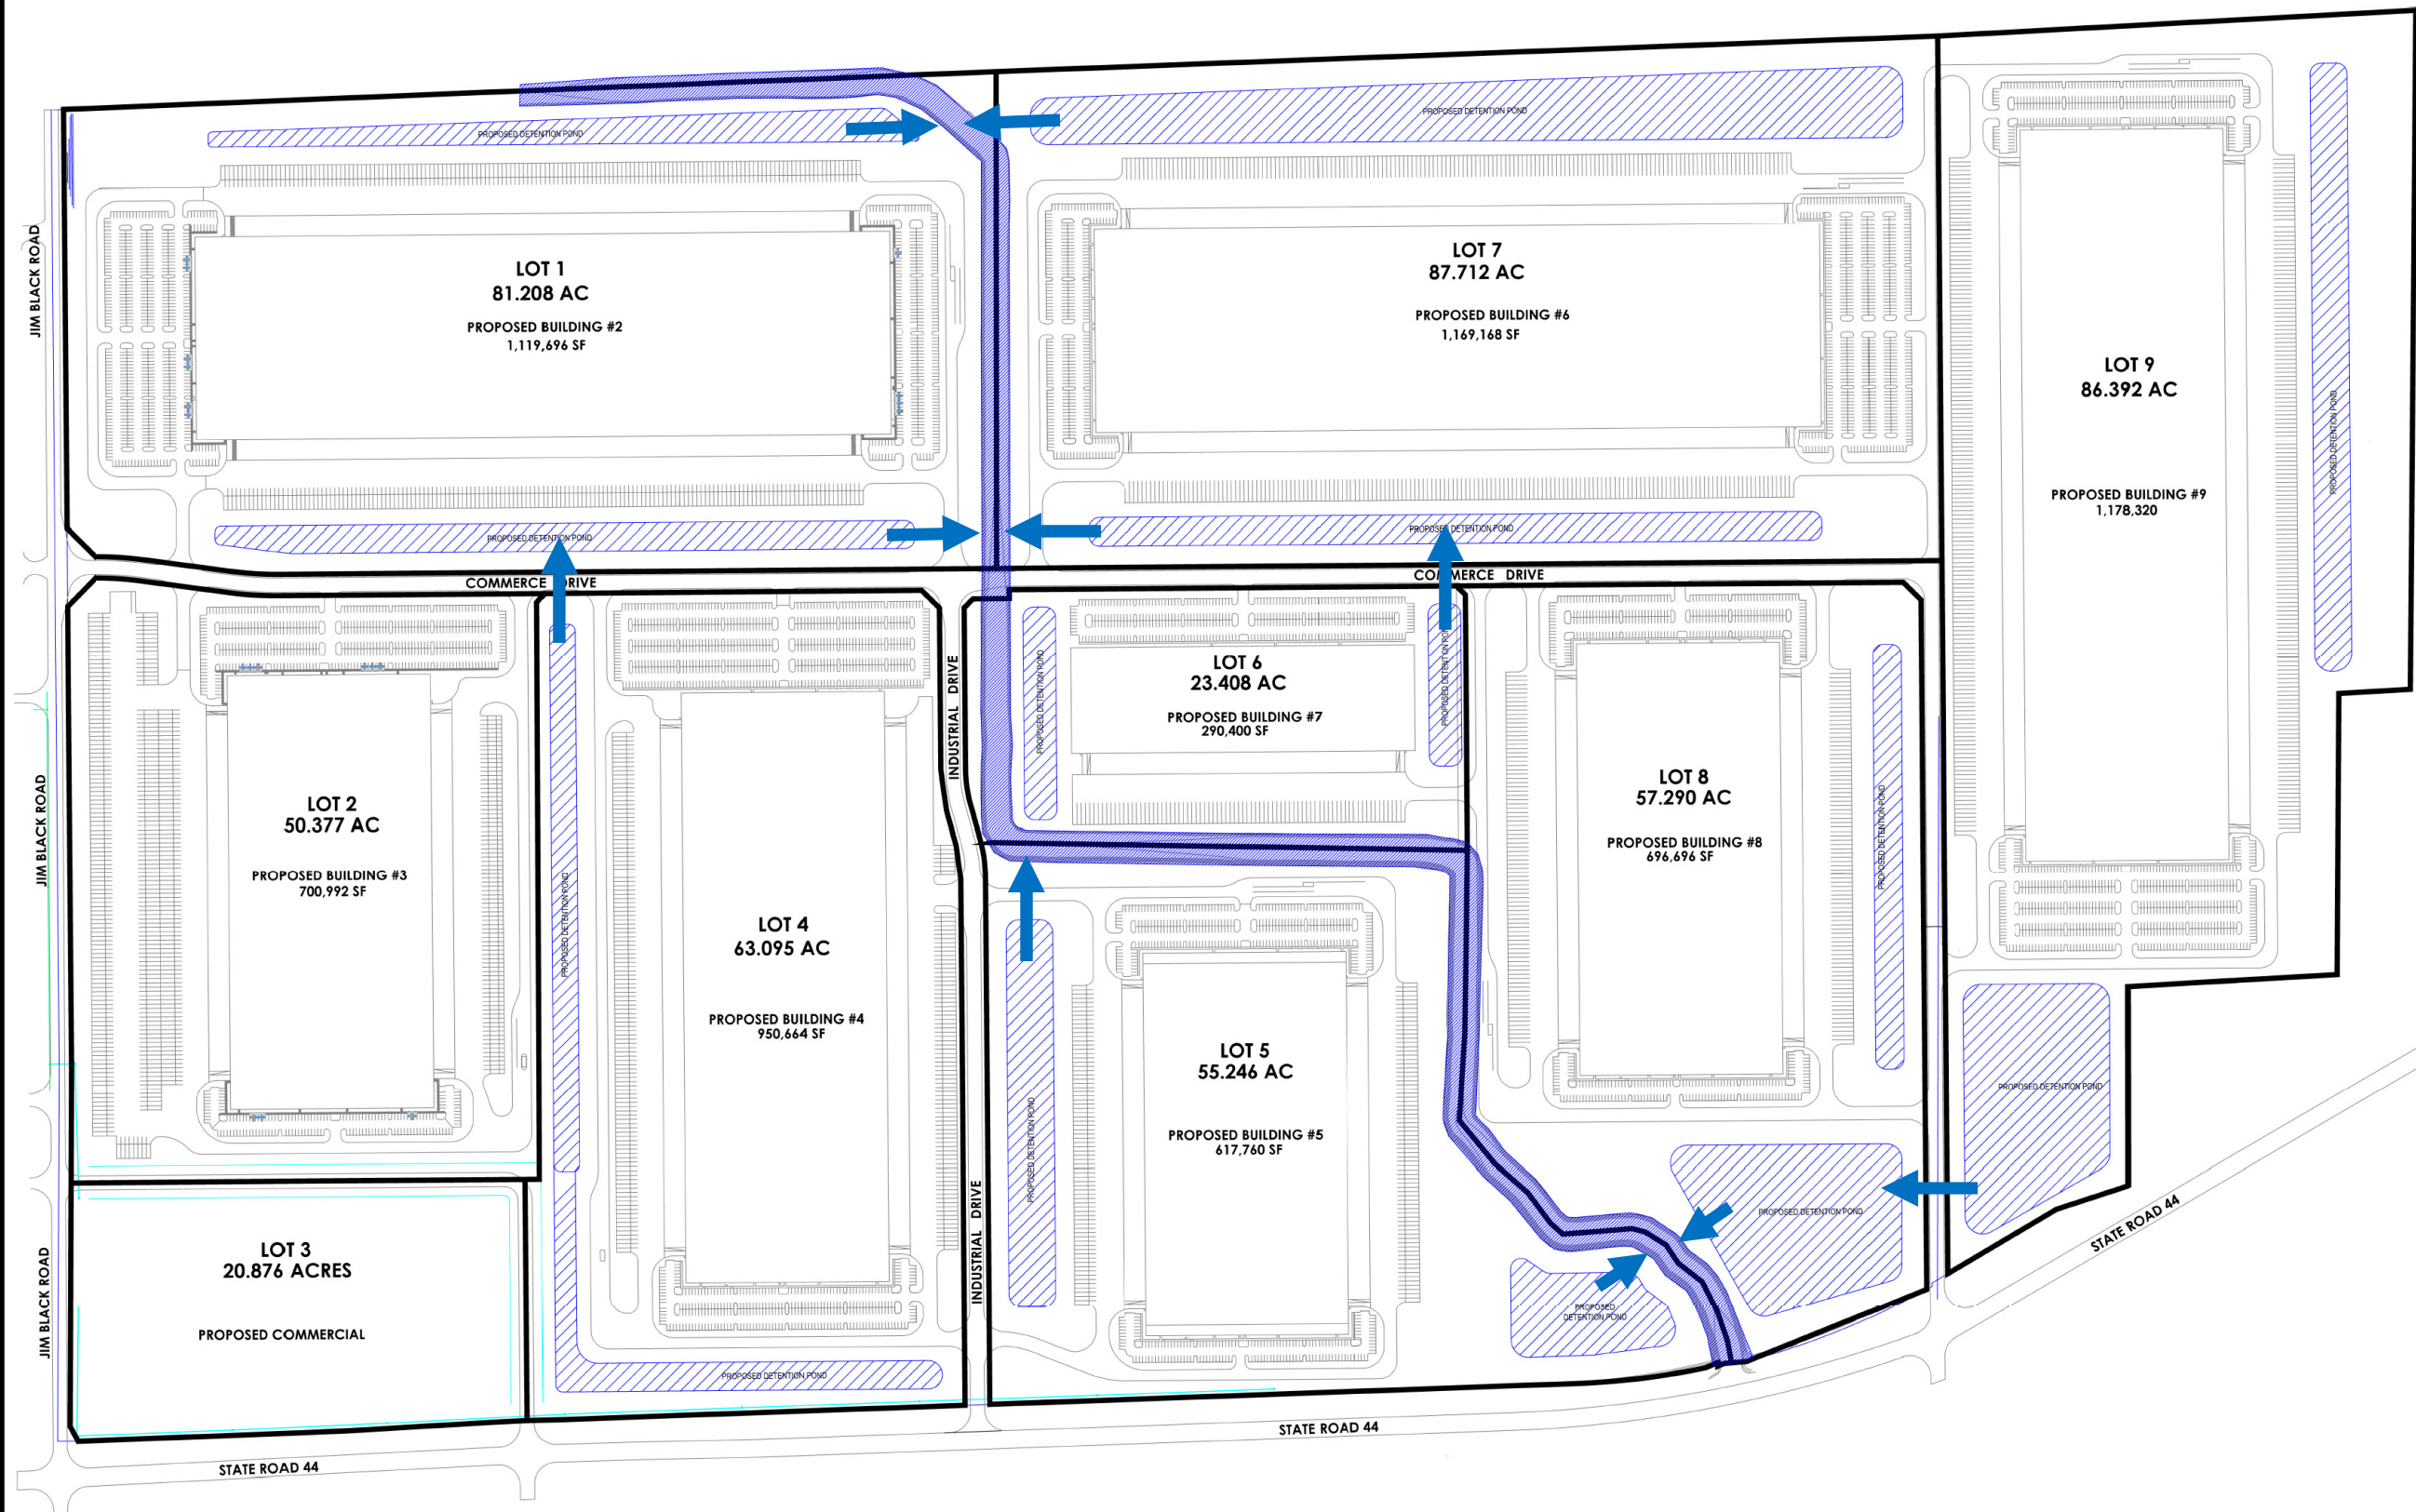 JIM BLACK ROAD
JIM BLACK ROAD
JIM BLACK ROAD
PROPOSED DETENTION POND
PROPOSED DETENTION POND
LOT 1
81.208 AC
PROPOSED BUILDING #2
1,119,696 SF
LOT 7
87.712 AC
PROPOSED BUILDING #6
1,169,168 SF
LOT 9
86.392 AC
PROPOSED BUILDING #9
1,178,320
PROPOSED DETENTION POND
PROPOSED DETENTION POND
PROPOSED DETENTION POND
COMMERCE DRIVE
COMMERCE DRIVE
LOT 2
50.377 AC
PROPOSED BUILDING #3
700,992 SF
PROPOSED DETENTION POND
LOT 4
63.095 AC
PROPOSED BUILDING #4
950,664 SF
INDUSTRIAL DRIVE
INDUSTRIAL DRIVE
PROPOSED DETENTION POND
LOT 6
23.408 AC
PROPOSED BUILDING #7
290,400 SF
PROPOSED DETENTION POND
LOT 8
57.290 AC
PROPOSED BUILDING #8
696,696 SF
PROPOSED DETENTION POND
LOT 5
55.246 AC
PROPOSED BUILDING #5
617,760 SF
PROPOSED DETENTION POND
PROPOSED DETENTION POND
PROPOSED DETENTION POND
PROPOSED
DETENTION POND
LOT 3
20.876 ACRES
PROPOSED COMMERCIAL
PROPOSED DETENTION POND
STATE ROAD 44
STATE ROAD 44
STATE ROAD 44